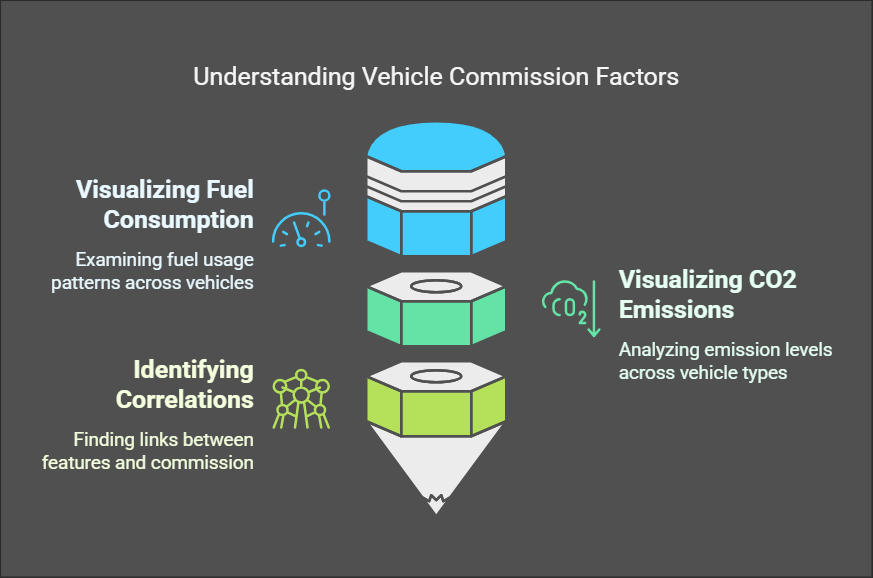 Understanding Vehicle Commission Factors
Visualizing Fuel
Consumption
Examining fuel usage
patterns across vehicles
Visualizing CO2
Emissions
CO2
Analyzing emission levels
across vehicle types
Identifying
Correlations
Finding links between
features and commission